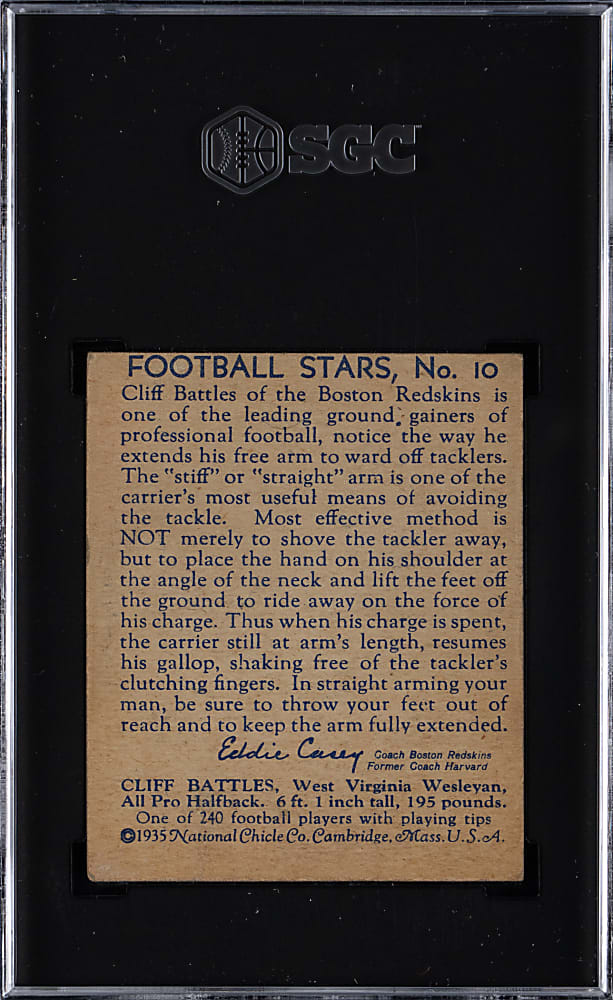 SGC
FOOTBALL STARS, No. 10
Cliff Battles of the Boston Redskins is
one of the leading ground gainers of
professional football, notice the way he
extends his free arm to ward off tacklers.
The "stiff" or "straight" arm is one of the
carrier's most useful means of avoiding
the tackle. Most effective method is
NOT merely to shove the tackler away,
but to place the hand on his shoulder at
the angle of the neck and lift the feet off
the ground to ride away on the force of
his charge. Thus when his charge is spent,
the carrier still at arm's length, resumes
his gallop, shaking free of the tackler's
clutching fingers. In straight arming your
man, be sure to throw your feet out of
reach and to keep the arm fully extended.
Eddie Casey Coach Boston Redskins
Former Coach Harvard
CLIFF BATTLES, West Virginia Wesleyan,
All Pro Halfback. 6 ft. 1 inch tall, 195 pounds.
One of 240 football players with playing tips
©1935 National Chicle Co. Cambridge, Mass. U.S.A.